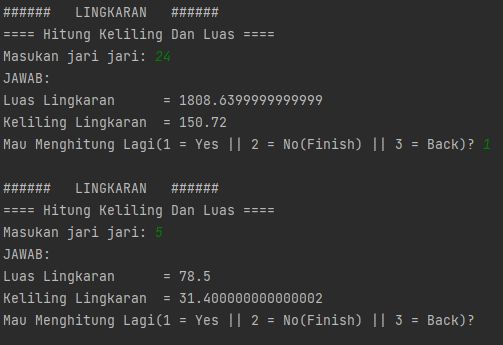 ######   LINGKARAN   ######
==== Hitung Keliling Dan Luas ====
Masukan jari jari: 24
JAWAB:
Luas Lingkaran      = 1808.6399999999999
Keliling Lingkaran  = 150.72
Mau Menghitung Lagi(1 = Yes || 2 = No(Finish) || 3 = Back)? 1

######   LINGKARAN   ######
==== Hitung Keliling Dan Luas ====
Masukan jari jari: 5
JAWAB:
Luas Lingkaran      = 78.5
Keliling Lingkaran  = 31.400000000000002
Mau Menghitung Lagi(1 = Yes || 2 = No(Finish) || 3 = Back)?